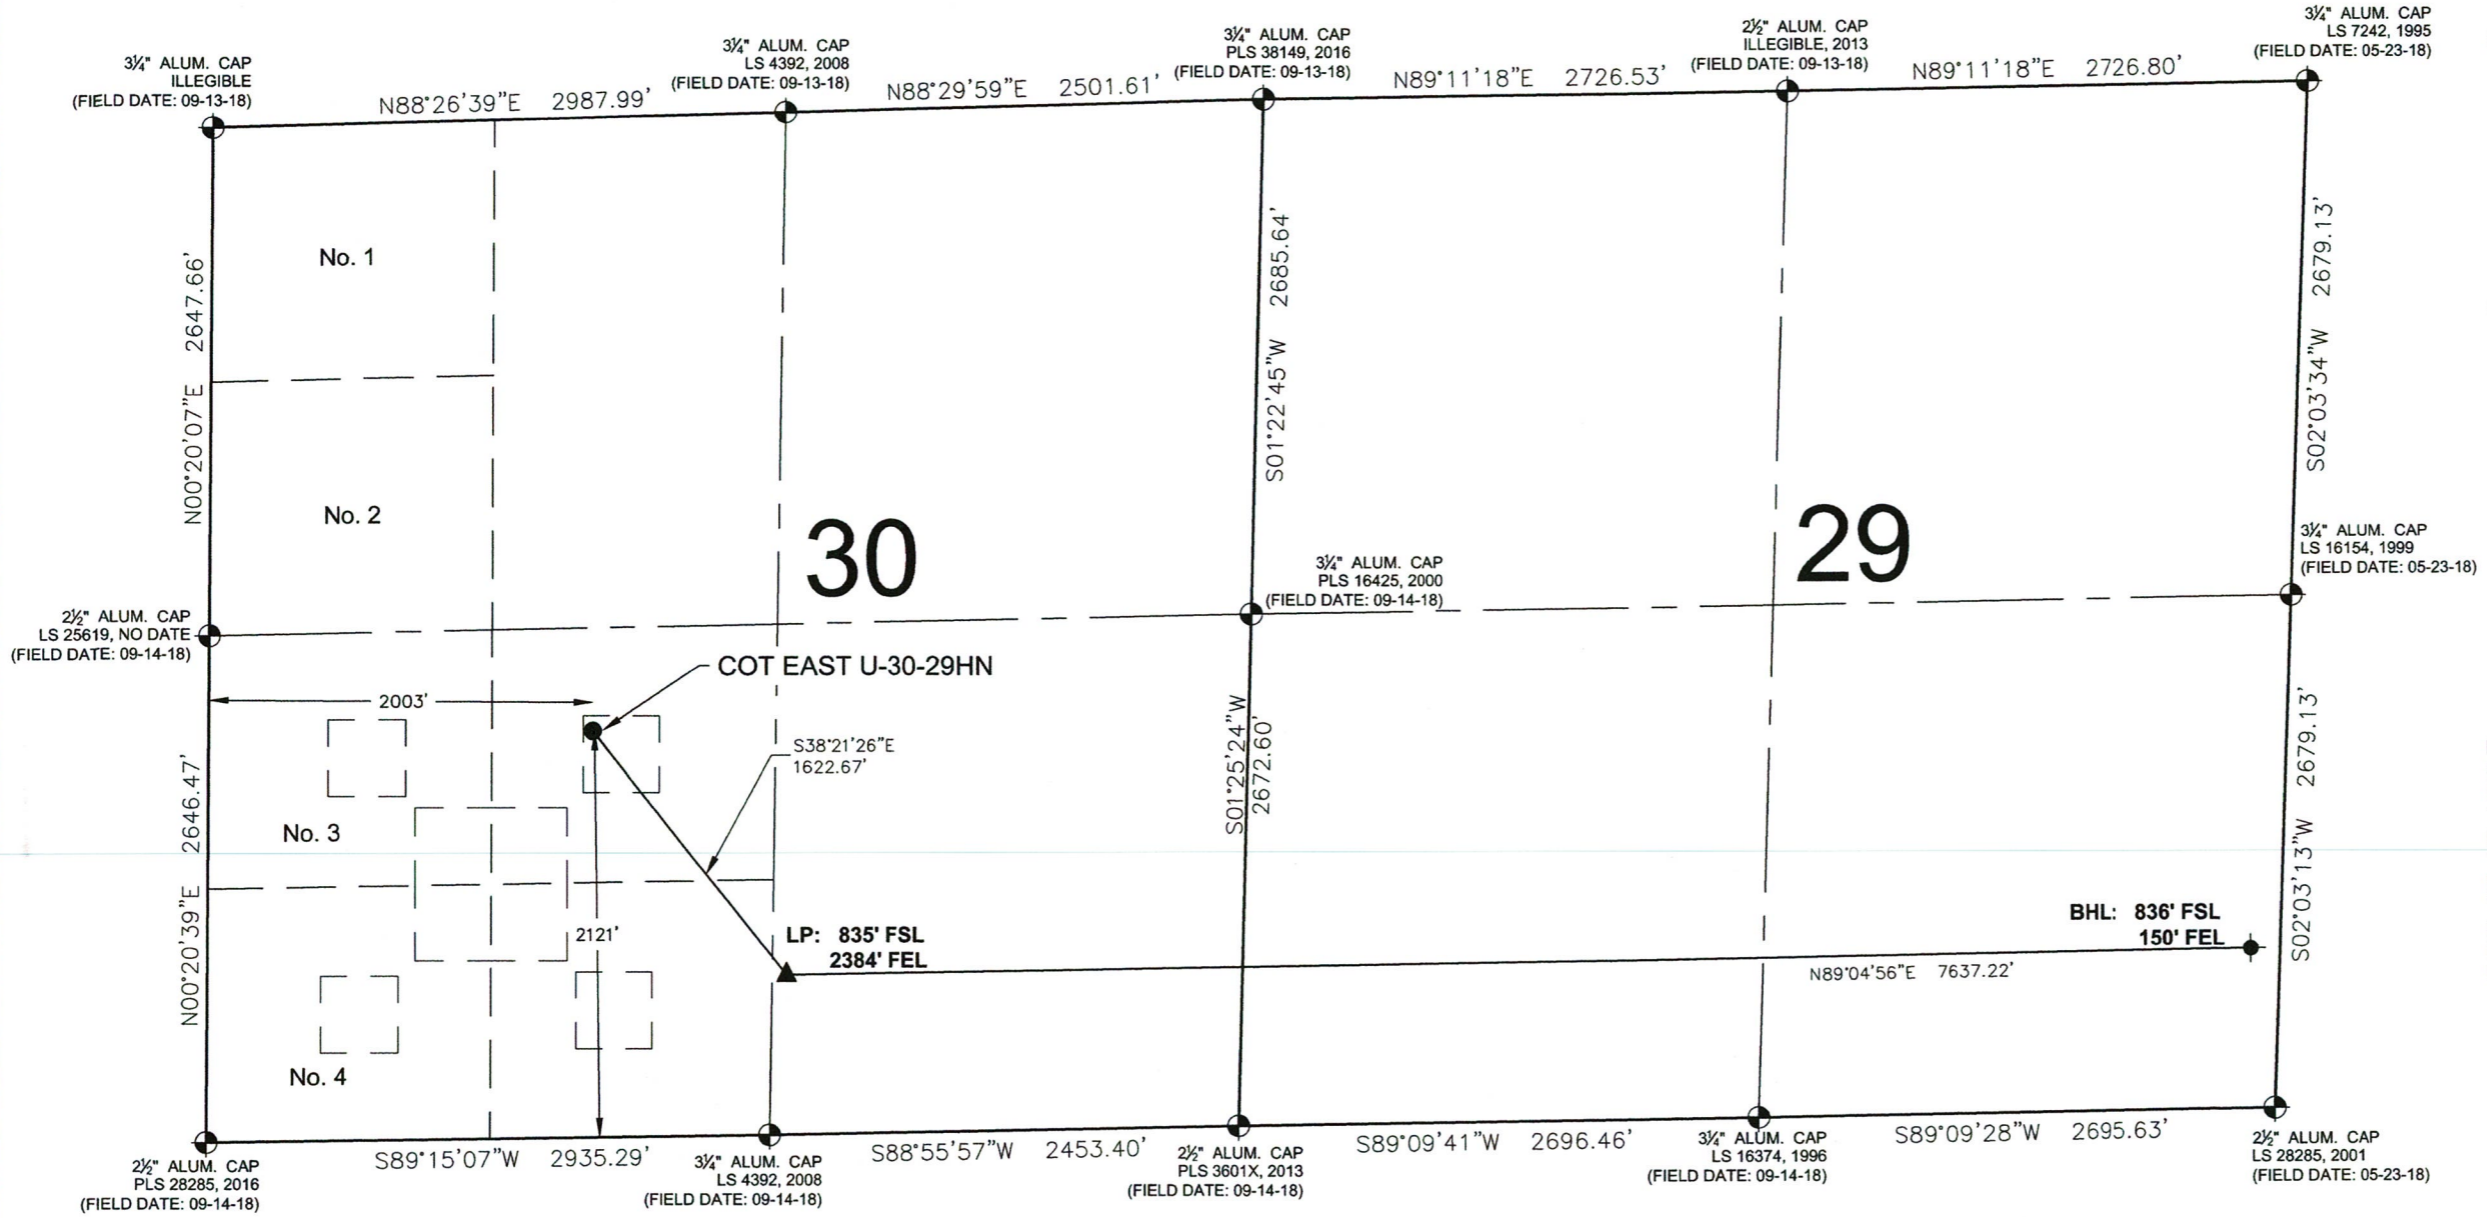 3¼" ALUM. CAP
ILLEGIBLE
(FIELD DATE: 09-13-18)
N88°26'39"E 2987.99'
3¼" ALUM. CAP
LS 4392, 2008
(FIELD DATE: 09-13-18)
N88°29'59"E 2501.61'
3¼" ALUM. CAP
PLS 38149, 2016
(FIELD DATE: 09-13-18)
N89°11'18"E 2726.53'
2½" ALUM. CAP
ILLEGIBLE, 2013
(FIELD DATE: 09-13-18)
N89°11'18"E 2726.80'
3¼" ALUM. CAP
LS 7242, 1995
(FIELD DATE: 05-23-18)
N00°20'07"E 2647.66'
No. 1
No. 2
30
S01°22'45"W 2685.64'
29
S02°03'34"W 2679.13'
3¼" ALUM. CAP
LS 16154, 1999
(FIELD DATE: 05-23-18)
3¼" ALUM. CAP
PLS 16425, 2000
(FIELD DATE: 09-14-18)
2½" ALUM. CAP
LS 25619, NO DATE
(FIELD DATE: 09-14-18)
COT EAST U-30-29HN
2003'
S38°21'26"E
1622.67'
N00°20'39"E 2646.47'
No. 3
2121'
LP: 835' FSL
2384' FEL
S01°25'24"W
2672.60'
BHL: 836' FSL
150' FEL
N89°04'56"E 7637.22'
S02°03'13"W 2679.13'
No. 4
2½" ALUM. CAP
PLS 28285, 2016
(FIELD DATE: 09-14-18)
S89°15'07"W 2935.29'
3¼" ALUM. CAP
LS 4392, 2008
(FIELD DATE: 09-14-18)
S88°55'57"W 2453.40'
2½" ALUM. CAP
PLS 3601X, 2013
(FIELD DATE: 09-14-18)
S89°09'41"W 2696.46'
3¼" ALUM. CAP
LS 16374, 1996
(FIELD DATE: 09-14-18)
S89°09'28"W 2695.63'
2½" ALUM. CAP
LS 28285, 2001
(FIELD DATE: 05-23-18)